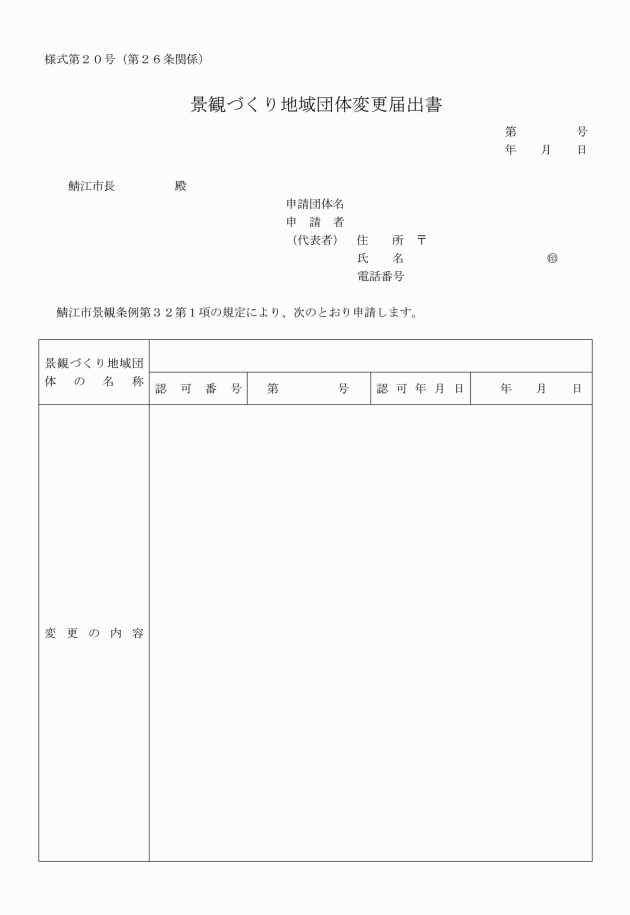 様式第２０号（第２６条関係）
景観づくり地域団体変更届出書
第　　　　　号
年　　月　　日
鯖江市長　　　　　殿
申請団体名
申　請　者
（代表者）　住　　所　〒
氏　　名　　　　　　　　　　　　㊞
電話番号
鯖江市景観条例第３２第１項の規定により、次のとおり申請します。
景観づくり地域団
体の名称
認可番号　第　　　　　号　認可年月日　年　　月　　日
変更の内容